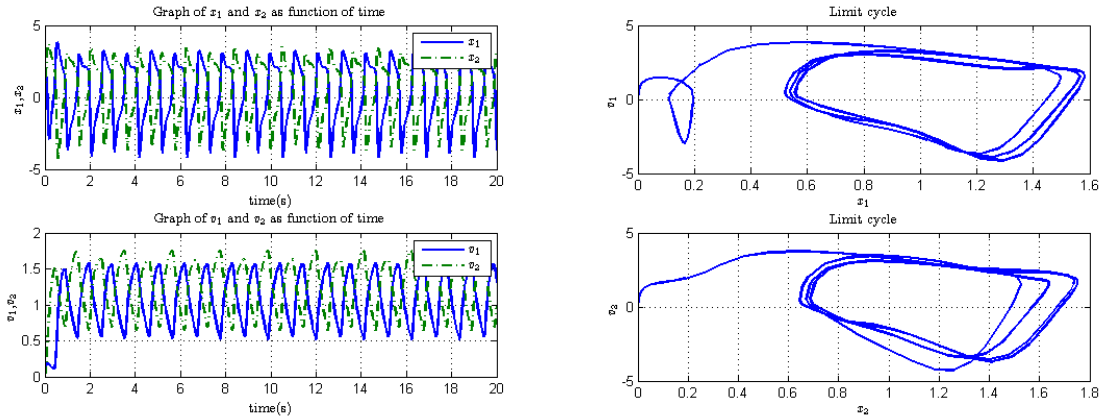 Graph of x₁ and x₂ as function of time
5
0
-5
x₁,x₂
x₁
x₂
0 2 4 6 8 10 12 14 16 18 20
time(s)
Limit cycle
5
0
-5
v₁
0 0.2 0.4 0.6 0.8 1 1.2 1.4 1.6
x₁
Graph of v₁ and v₂ as function of time
2
1.5
1
0.5
0
v₁,v₂
v₁
v₂
0 2 4 6 8 10 12 14 16 18 20
time(s)
Limit cycle
5
0
-5
v₂
0 0.2 0.4 0.6 0.8 1 1.2 1.4 1.6 1.8
x₂